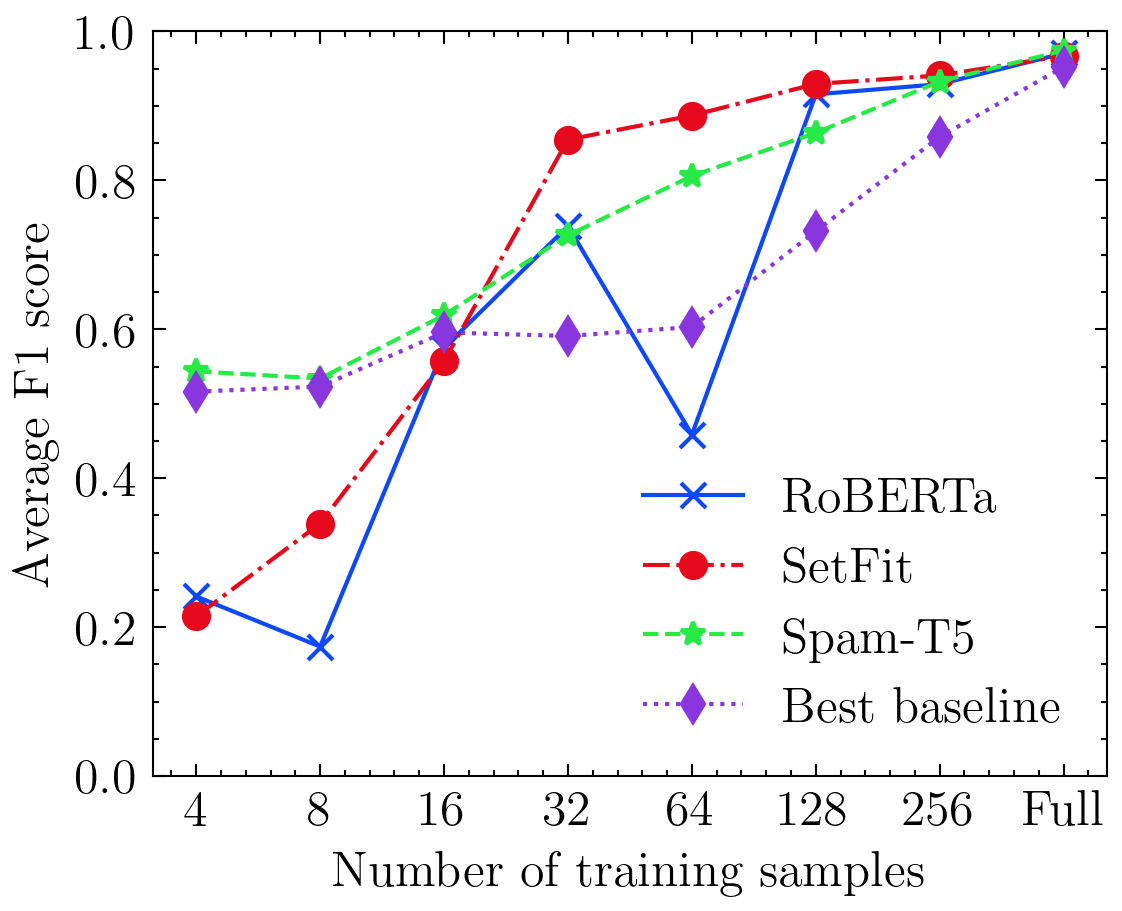 1.0
0.8
0.6
0.4
0.2
0.0
Average F1 score
RoBERTa
SetFit
Spam-T5
Best baseline
4 8 16 32 64 128 256 Full
Number of training samples